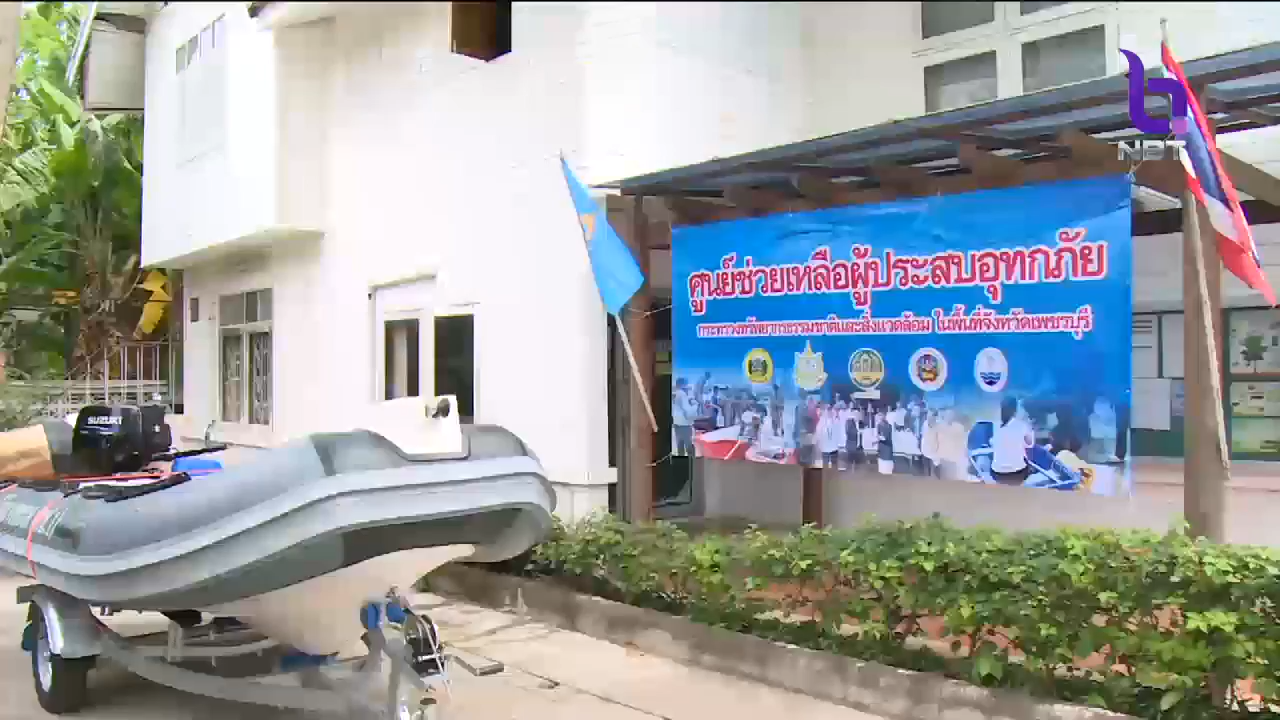 NBT
ศูนย์ช่วยเหลือผู้ประสบอุทกภัย
กระทรวงทรัพยากรธรรมชาติและสิ่งแวดล้อม ในพื้นที่จังหวัดเพชรบุรี
SUZUKI